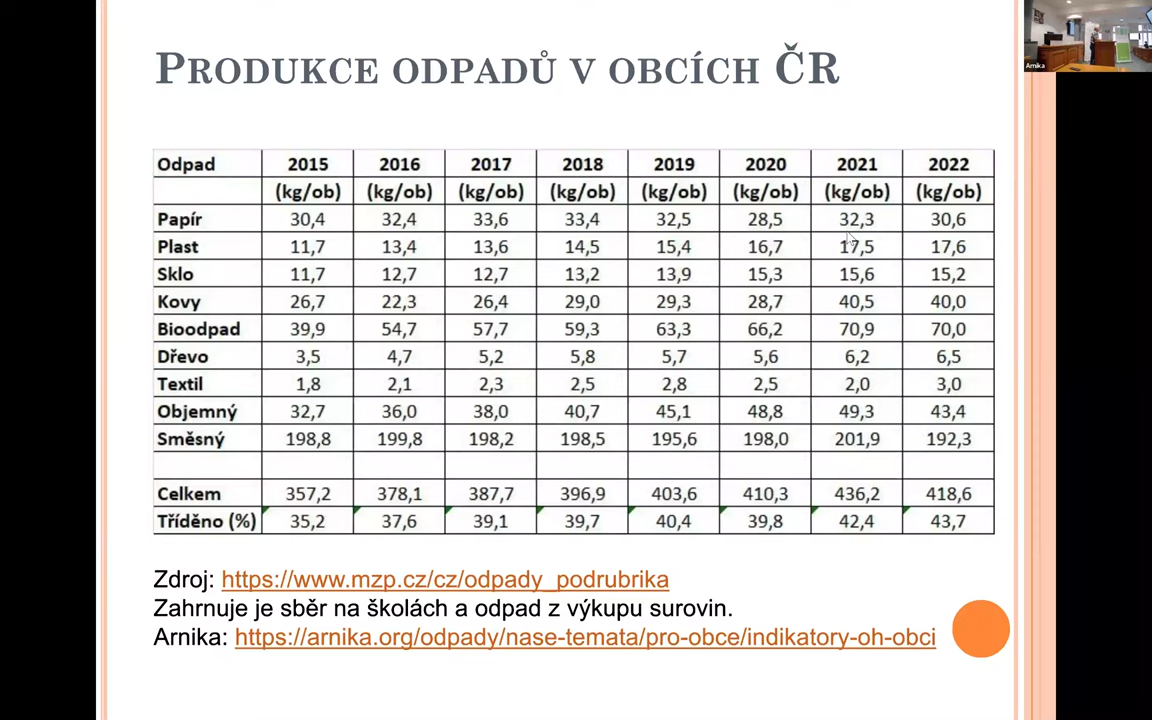 PRODUKCE ODPADŮ V OBCÍCH ČR
Arnika
Odpad 2015 2016 2017 2018 2019 2020 2021 2022
(kg/ob) (kg/ob) (kg/ob) (kg/ob) (kg/ob) (kg/ob) (kg/ob) (kg/ob)
Papír 30,4 32,4 33,6 33,4 32,5 28,5 32,3 30,6
Plast 11,7 13,4 13,6 14,5 15,4 16,7 17,5 17,6
Sklo 11,7 12,7 12,7 13,2 13,9 15,3 15,6 15,2
Kovy 26,7 22,3 26,4 29,0 29,3 28,7 40,5 40,0
Bioodpad 39,9 54,7 57,7 59,3 63,3 66,2 70,9 70,0
Dřevo 3,5 4,7 5,2 5,8 5,7 5,6 6,2 6,5
Textil 1,8 2,1 2,3 2,5 2,8 2,5 2,0 3,0
Objemný 32,7 36,0 38,0 40,7 45,1 48,8 49,3 43,4
Směsný 198,8 199,8 198,2 198,5 195,6 198,0 201,9 192,3
Celkem 357,2 378,1 387,7 396,9 403,6 410,3 436,2 418,6
Tříděno (%) 35,2 37,6 39,1 39,7 40,4 39,8 42,4 43,7
Zdroj: https://www.mzp.cz/cz/odpady_podrubrika
Zahrnuje je sběr na školách a odpad z výkupu surovin.
Arnika: https://arnika.org/odpady/nase-temata/pro-obce/indikatory-oh-obci